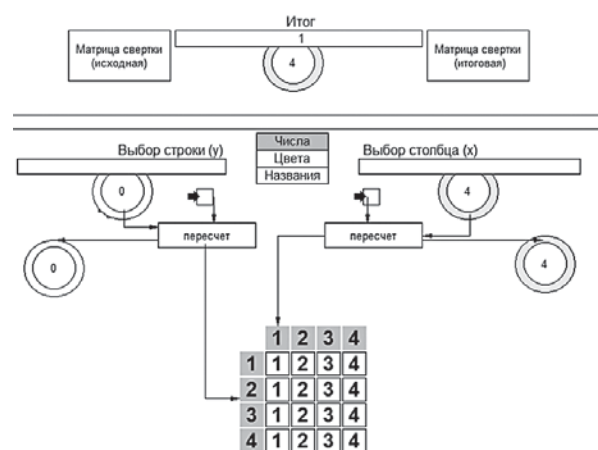 Итог
1
Матрица свертки
(исходная)
4
Матрица свертки
(итоговая)
Выбор строки (y)
Числа
Цвета
Названия
Выбор столбца (x)
0
4
пересчет
пересчет
0
4
1 2 3 4
1 1 2 3 4
2 1 2 3 4
3 1 2 3 4
4 1 2 3 4